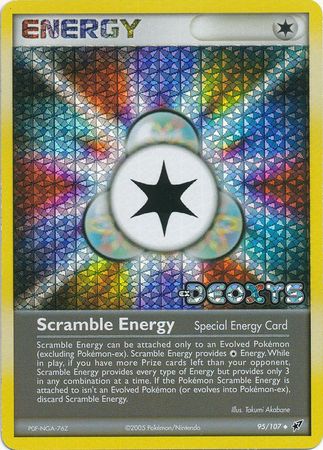 ENERGY
ex DEOXYS
Scramble Energy Special Energy Card
Scramble Energy can be attached only to an Evolved Pokémon
(excluding Pokémon-ex). Scramble Energy provides Energy. While
in play, if you have more Prize cards left than your opponent,
Scramble Energy provides every type of Energy but provides only
3 in any combination at a time. If the Pokémon Scramble Energy is
attached to isn't an Evolved Pokémon (or evolves into Pokémon-ex),
discard Scramble Energy.
Illus. Takumi Akabane
PGF-NGA-76Z ©2005 Pokémon/Nintendo 95/107